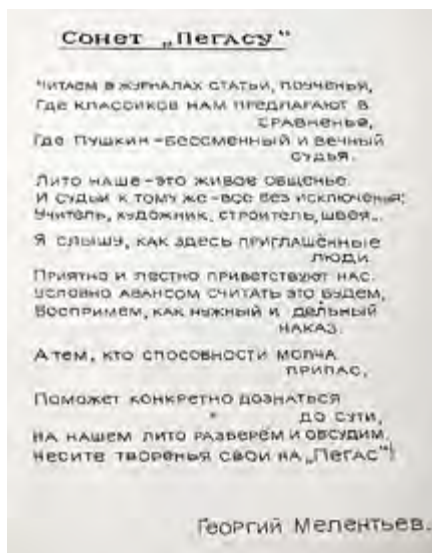 Сонет „Пегасу"
Читаем в журналах статьи, поученья,
Где классиков нам предлагают в
сравненье,
Где Пушкин – бессменный и вечный
судья.
Лито наше – это живое общенье.
И судьи к тому же – все без исключенья:
Учитель, художник, строитель, швея...
Я слышу, как здесь приглашённые
люди
Приятно и лестно приветствуют нас.
Условно авансом считать это будем,
Воспримем, как нужный и дельный
наказ.
А тем, кто способности молча
припас,
Поможет конкретно дознаться
до сути,
На нашем лито разберём и обсудим.
Несите творенья свои на „Пегас"!
Георгий Мелентьев.